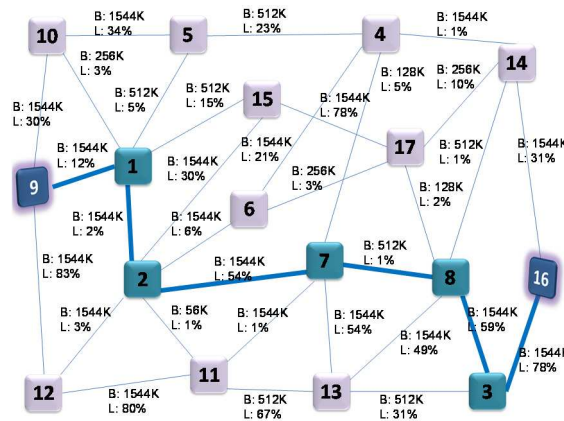 B: 1544K
L: 34%
B: 512K
L: 23%
B: 1544K
L: 1%
10
5
4
14
B: 256K
L: 3%
B: 128K
L: 5%
B: 256K
L: 10%
B: 1544K
L: 30%
B: 512K
L: 5%
B: 512K
L: 15%
15
B: 1544K
L: 78%
B: 1544K
L: 12%
B: 1544K
L: 21%
17
B: 512K
L: 1%
B: 1544K
L: 31%
9
1
B: 1544K
L: 30%
B: 256K
L: 3%
B: 128K
L: 2%
B: 1544K
L: 2%
B: 1544K
L: 6%
6
B: 1544K
L: 83%
2
B: 1544K
L: 54%
7
B: 512K
L: 1%
8
16
B: 1544K
L: 3%
B: 56K
L: 1%
B: 1544K
L: 1%
B: 1544K
L: 54%
B: 1544K
L: 49%
B: 1544K
L: 59%
B: 1544K
L: 78%
12
11
13
3
B: 1544K
L: 80%
B: 512K
L: 67%
B: 512K
L: 31%